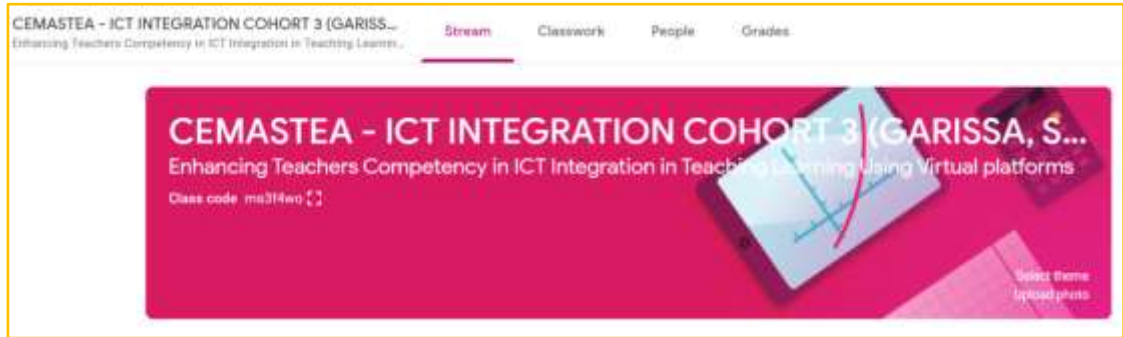 CEMASTEA - ICT INTEGRATION COHORT 3 (GARISS...
Enhancing Teachers Competency in ICT Integration in Teaching Learnin...
Stream
Classwork
People
Grades
CEMASTEA - ICT INTEGRATION COHORT 3 (GARISSA, S...
Enhancing Teachers Competency in ICT Integration in Teaching Learning Using Virtual platforms
Class code
Select theme
Upload photo